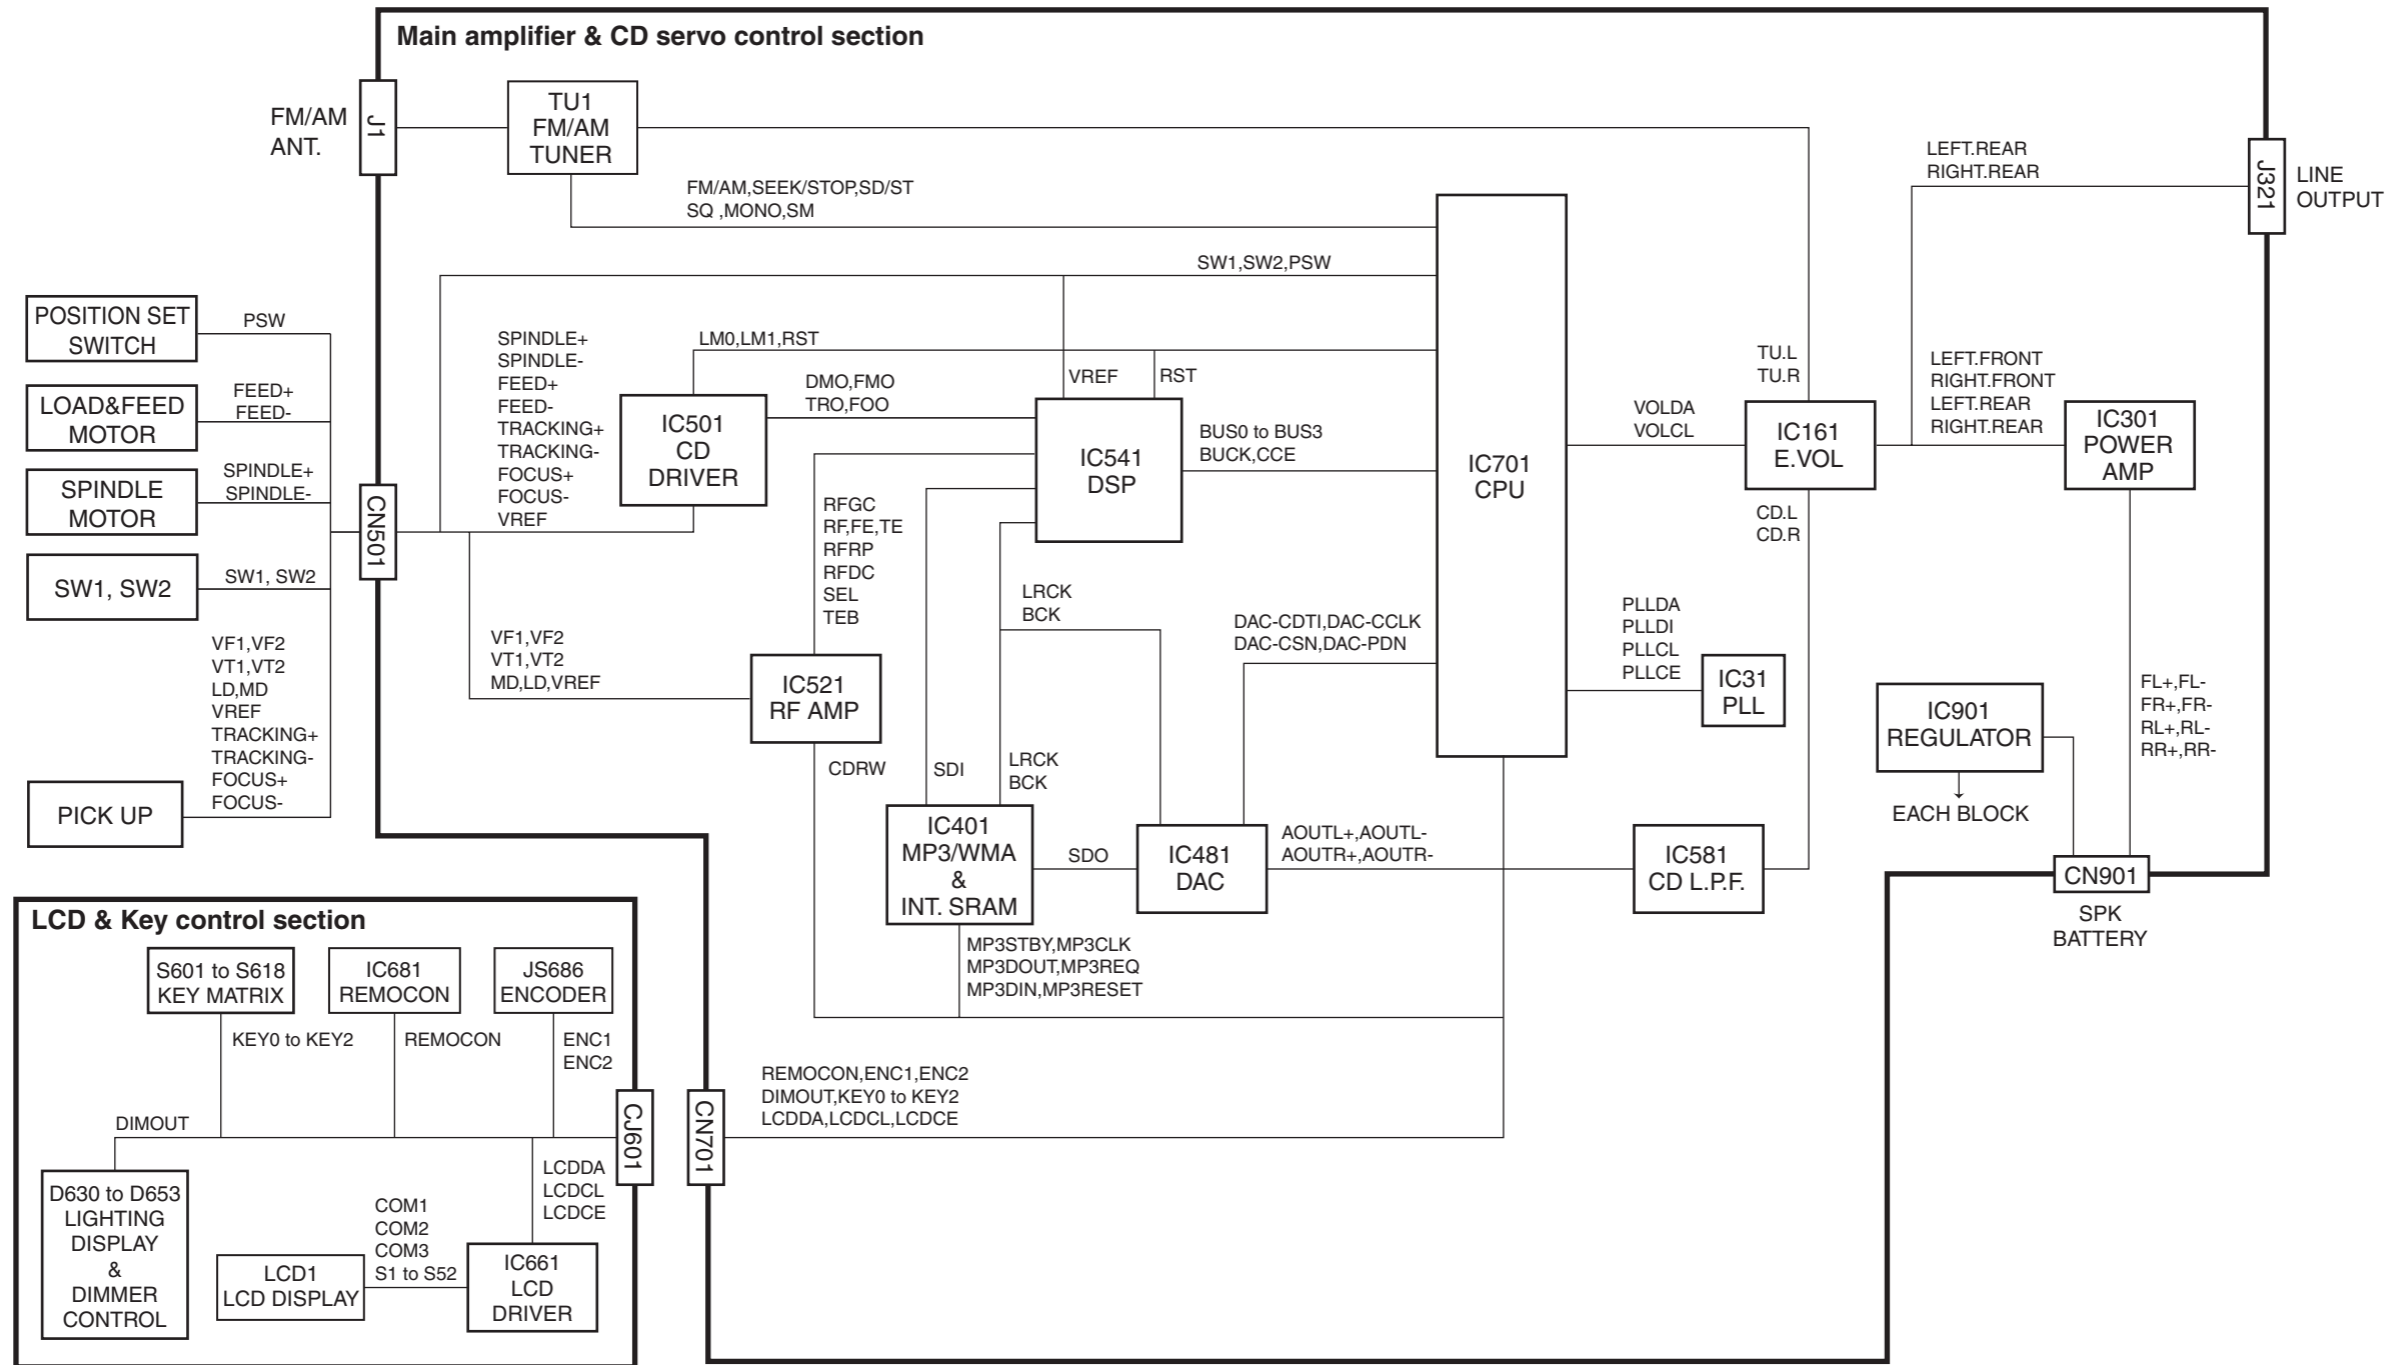 Main amplifier & CD servo control section
FM/AM
ANT.
J1
TU1
FM/AM
TUNER
FM/AM,SEEK/STOP,SD/ST
SQ ,MONO,SM
LEFT.REAR
RIGHT.REAR
J321
LINE
OUTPUT
SW1,SW2,PSW
POSITION SET
SWITCH
PSW
LOAD&FEED
MOTOR
FEED+
FEED-
SPINDLE
MOTOR
SPINDLE+
SPINDLE-
SW1, SW2
SW1, SW2
VF1,VF2
VT1,VT2
LD,MD
VREF
TRACKING+
TRACKING-
FOCUS+
FOCUS-
PICK UP
CN501
SPINDLE+
SPINDLE-
FEED+
FEED-
TRACKING+
TRACKING-
FOCUS+
FOCUS-
VREF
LM0,LM1,RST
IC501
CD
DRIVER
DMO,FMO
TRO,FOO
VREF
RST
IC541
DSP
BUS0 to BUS3
BUCK,CCE
IC701
CPU
VOLDA
VOLCL
TU.L
TU.R
IC161
E.VOL
CD.L
CD.R
LEFT.FRONT
RIGHT.FRONT
LEFT.REAR
RIGHT.REAR
IC301
POWER
AMP
RFGC
RF,FE,TE
RFRP
RFDC
SEL
TEB
VF1,VF2
VT1,VT2
MD,LD,VREF
IC521
RF AMP
LRCK
BCK
DAC-CDTI,DAC-CCLK
DAC-CSN,DAC-PDN
PLLDA
PLLDI
PLLCL
PLLCE
IC31
PLL
IC901
REGULATOR
EACH BLOCK
FL+,FL-
FR+,FR-
RL+,RL-
RR+,RR-
CDRW
SDI
LRCK
BCK
IC401
MP3/WMA
&
INT. SRAM
SDO
IC481
DAC
AOUTL+,AOUTL-
AOUTR+,AOUTR-
IC581
CD L.P.F.
CN901
SPK
BATTERY
MP3STBY,MP3CLK
MP3DOUT,MP3REQ
MP3DIN,MP3RESET
REMOCON,ENC1,ENC2
DIMOUT,KEY0 to KEY2
LCDDA,LCDCL,LCDCE
CN701
LCD & Key control section
S601 to S618
KEY MATRIX
IC681
REMOCON
JS686
ENCODER
KEY0 to KEY2
REMOCON
ENC1
ENC2
CJ601
DIMOUT
D630 to D653
LIGHTING
DISPLAY
&
DIMMER
CONTROL
LCDDA
LCDCL
LCDCE
COM1
COM2
COM3
S1 to S52
LCD1
LCD DISPLAY
IC661
LCD
DRIVER